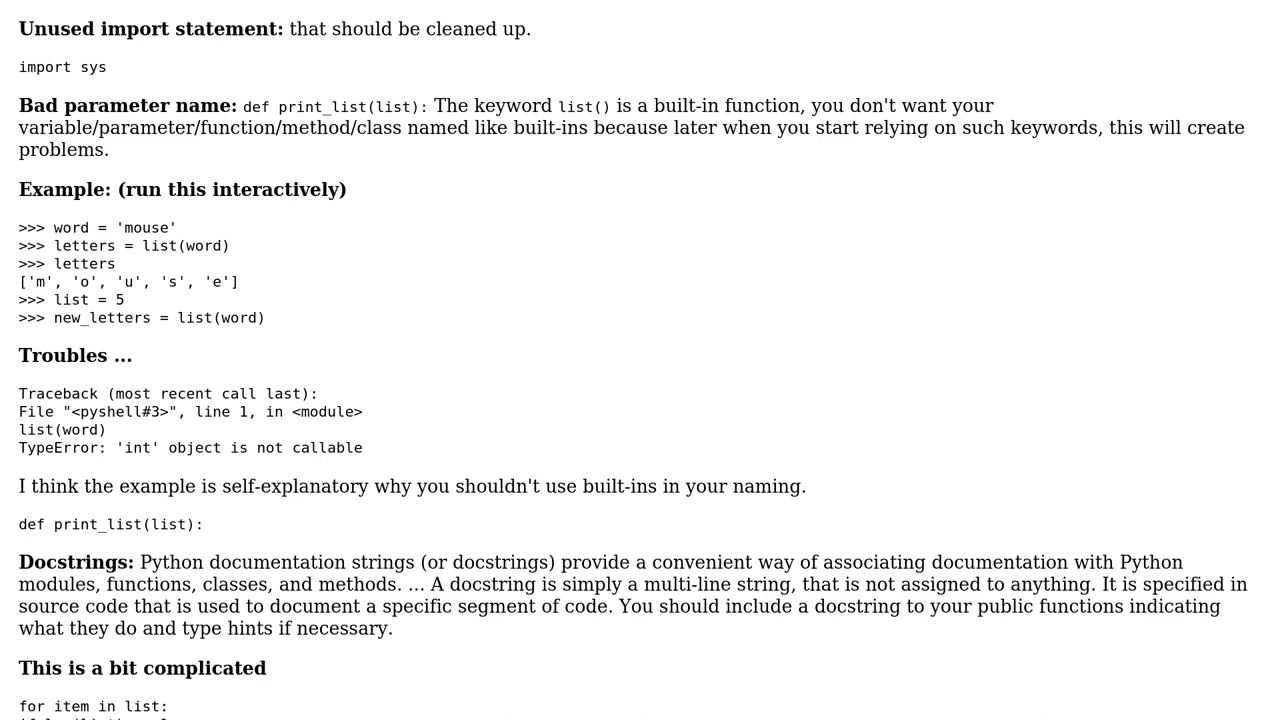 Unused import statement: that should be cleaned up.
import sys
Bad parameter name: def print_list(list): The keyword list() is a built-in function, you don't want your
variable/parameter/function/method/class named like built-ins because later when you start relying on such keywords, this will create
problems.
Example: (run this interactively)
>>> word = 'mouse'
>>> letters = list(word)
>>> letters
['m', 'o', 'u', 's', 'e']
>>> list = 5
>>> new_letters = list(word)
Troubles ...
Traceback (most recent call last):
File "<pyshell#3>", line 1, in <module>
list(word)
TypeError: 'int' object is not callable
I think the example is self-explanatory why you shouldn't use built-ins in your naming.
def print_list(list):
Docstrings: Python documentation strings (or docstrings) provide a convenient way of associating documentation with Python
modules, functions, classes, and methods. ... A docstring is simply a multi-line string, that is not assigned to anything. It is specified in
source code that is used to document a specific segment of code. You should include a docstring to your public functions indicating
what they do and type hints if necessary.
This is a bit complicated
for item in list: